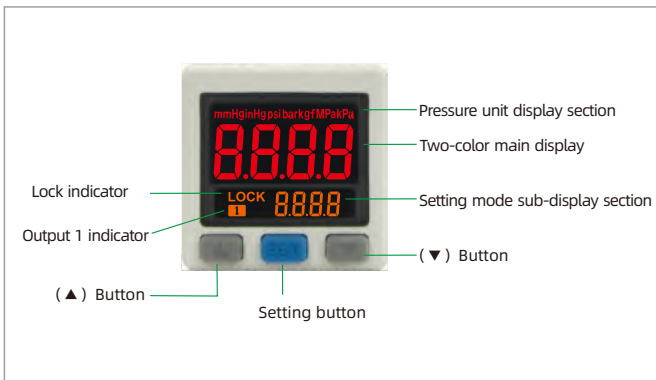 mmHginHgpsibarkgfMPakPa
Pressure unit display section
8.8.8.8
Two-color main display
Lock indicator
LOCK
8.8.8.8
Setting mode sub-display section
1
Output 1 indicator
(▼) Button
(▲) Button
Setting button